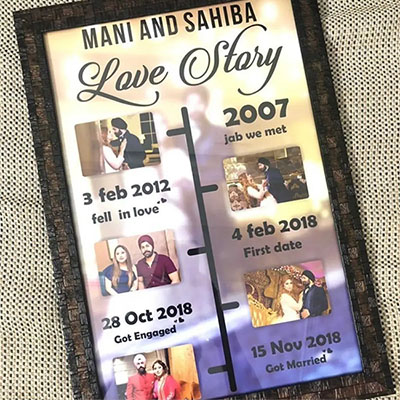 MANI AND SAHIBA
Love Story
2007
jab we met
3 feb 2012
fell in love
4 feb 2018
First date
28 Oct 2018
Got Engaged
15 Nov 2018
Got Married